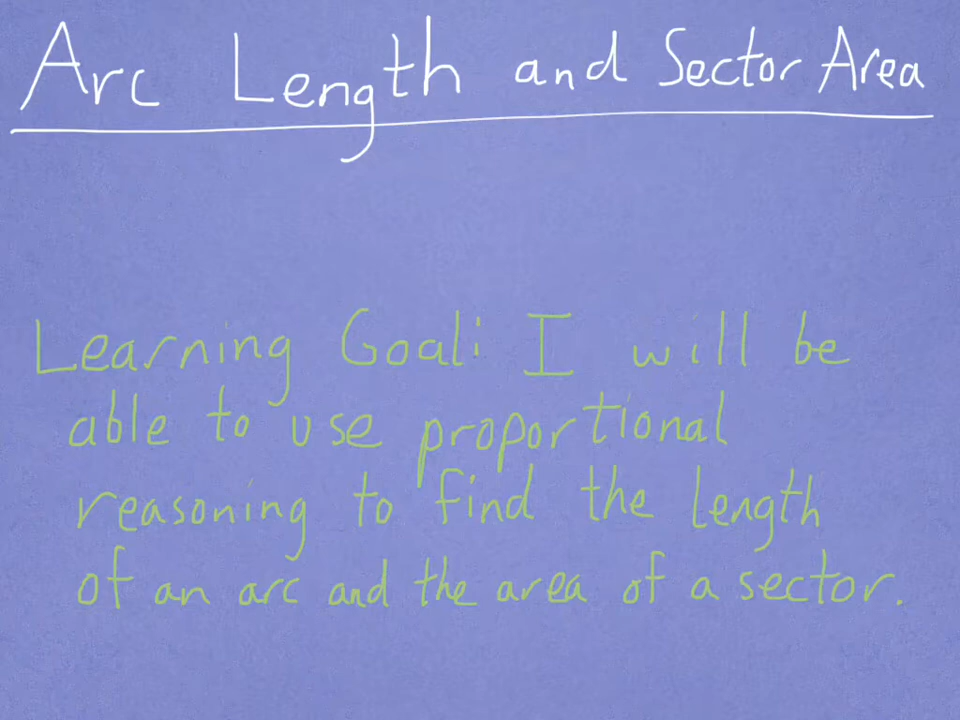 Arc Length and Sector Area
Learning Goal: I will be
able to use proportional
reasoning to find the length
of an arc and the area of a sector.